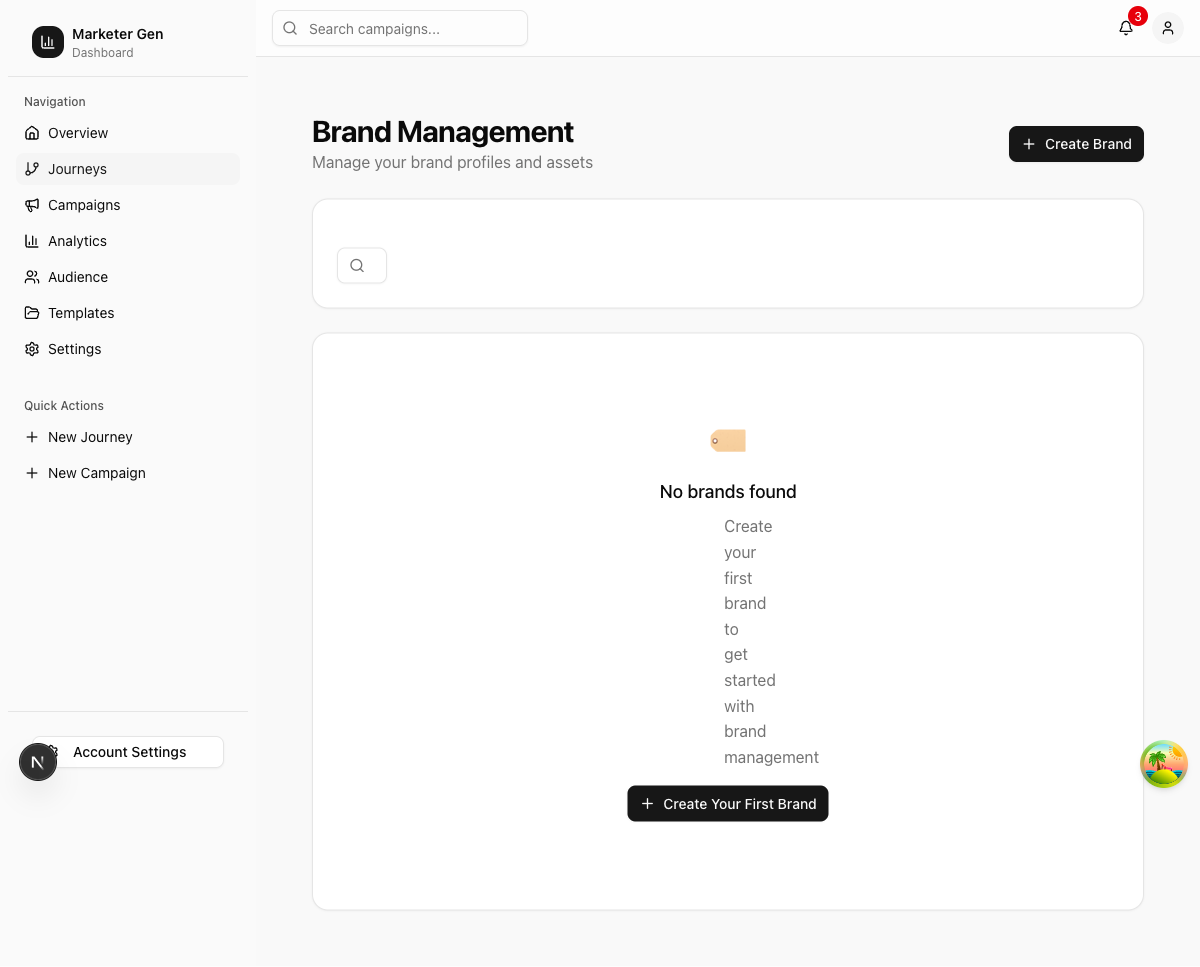 Marketer Gen
Dashboard
Search campaigns...
3
Navigation
Overview
Journeys
Campaigns
Analytics
Audience
Templates
Settings
Quick Actions
New Journey
New Campaign
Account Settings
N
Brand Management
Manage your brand profiles and assets
Create Brand
No brands found
Create
your
first
brand
to
get
started
with
brand
management
Create Your First Brand